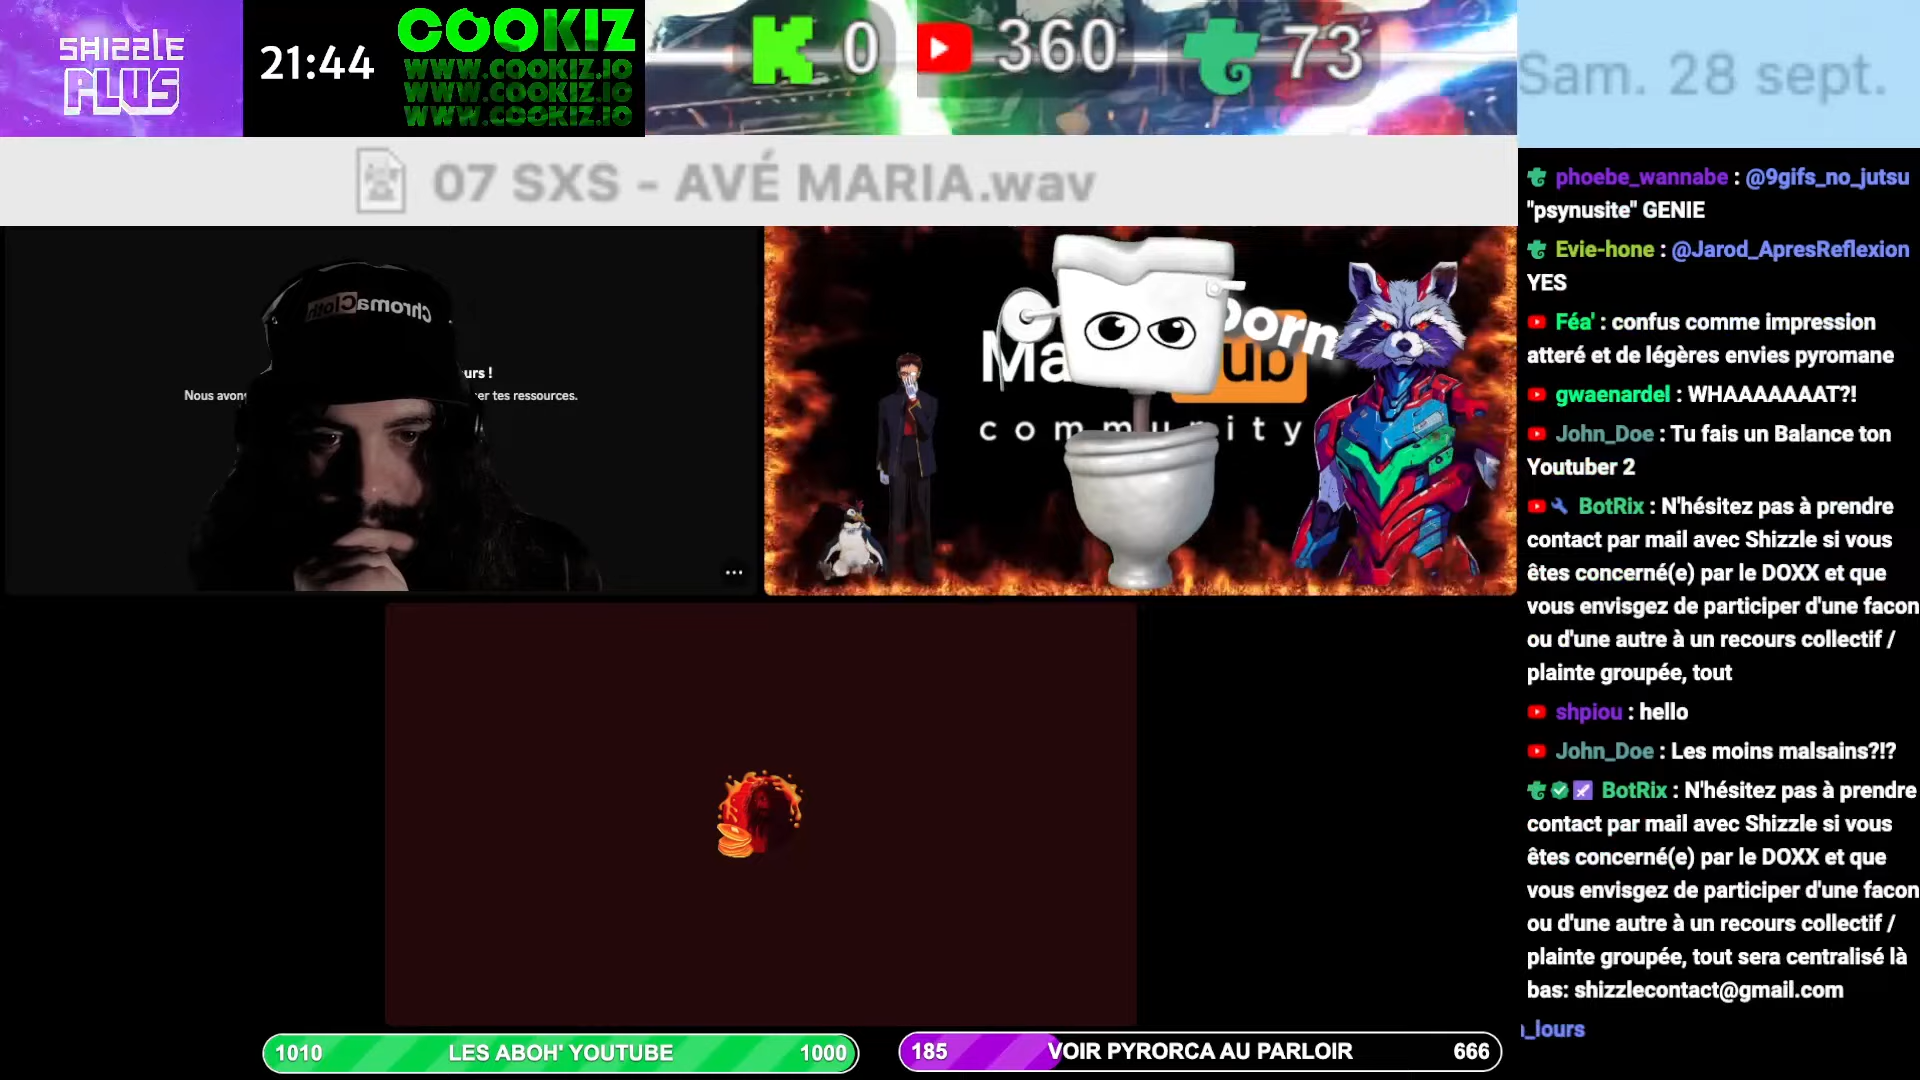 SHIZZLE
PLUS
21:44
COOKIZ
WWW.COOKIZ.IO
WWW.COOKIZ.IO
WWW.COOKIZ.IO
0
360
73
Sam. 28 sept.
07 SXS - AVÉ MARIA.wav
ChromaCloth
urs !
Nous avon
er tes ressources.
Ma
porn
ub
community
phoebe_wannabe : @9gifs_no_jutsu
"psynusite" GENIE
Evie-hone : @Jarod_ApresReflexion
YES
Féa' : confus comme impression
atteré et de légères envies pyromane
gwaenardel : WHAAAAAAAT?!
John_Doe : Tu fais un Balance ton
Youtuber 2
BotRix : N'hésitez pas à prendre
contact par mail avec Shizzle si vous
êtes concerné(e) par le DOXX et que
vous envisgez de participer d'une facon
ou d'une autre à un recours collectif /
plainte groupée, tout
shpiou : hello
John_Doe : Les moins malsains?!?
BotRix : N'hésitez pas à prendre
contact par mail avec Shizzle si vous
êtes concerné(e) par le DOXX et que
vous envisgez de participer d'une facon
ou d'une autre à un recours collectif /
plainte groupée, tout sera centralisé là
bas: shizzlecontact@gmail.com
_lours
1010 LES ABOH' YOUTUBE 1000
185 VOIR PYRORCA AU PARLOIR 666